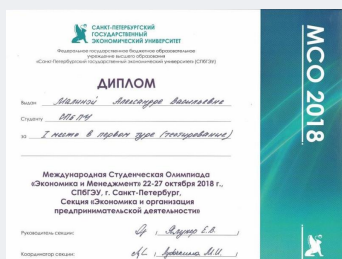 САНКТ-ПЕТЕРБУРГСКИЙ
ГОСУДАРСТВЕННЫЙ
ЭКОНОМИЧЕСКИЙ УНИВЕРСИТЕТ
Федеральное государственное бюджетное образовательное
учреждение высшего образования
«Санкт-Петербургский государственный экономический университет» (СПбГЭУ)
ДИПЛОМ
Выдан Малиной Александре Васильевне
Студенту
за I место в первом туре (тестирование)
Международная Студенческая Олимпиада
«Экономика и Менеджмент» 22-27 октября 2018 г.,
СПбГЭУ, г. Санкт-Петербург,
Секция «Экономика и организация
предпринимательской деятельности»
Руководитель секции Е.В.
Координатор секции М.И.
МСО 2018